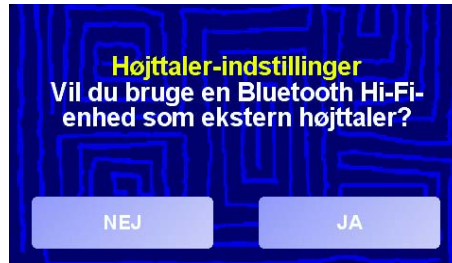 Højttaler-indstillinger
Vil du bruge en Bluetooth Hi-Fi-
enhed som ekstern højttaler?
NEJ
JA